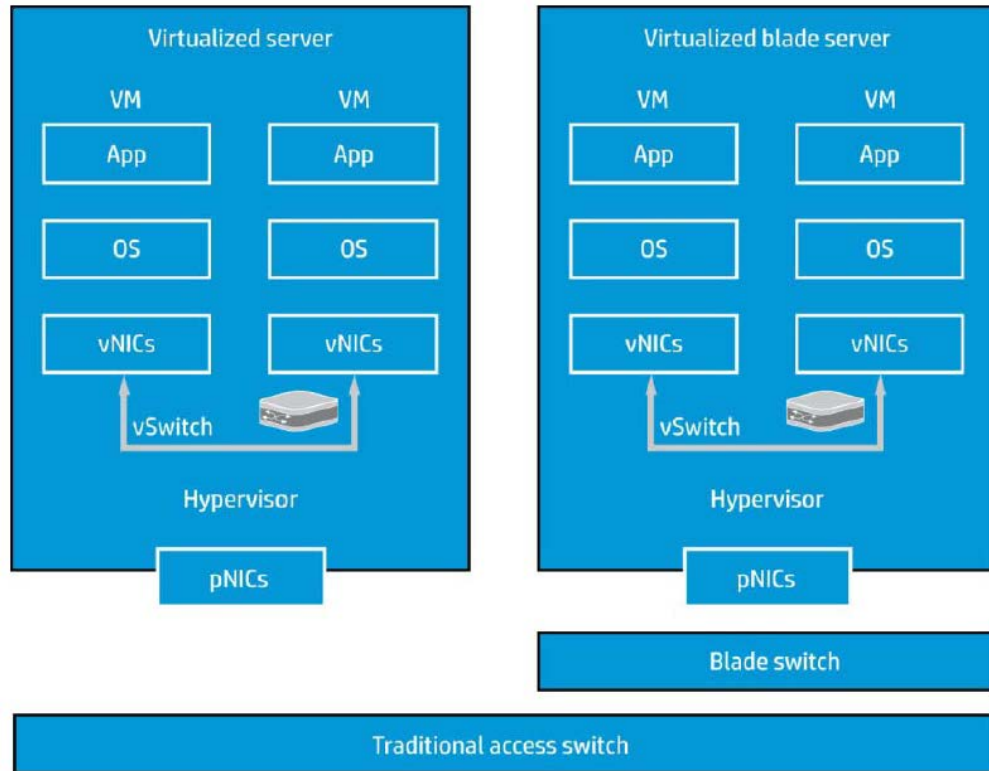 Virtualized server
VM VM
App App
OS OS
vNICs vNICs
vSwitch
Hypervisor
pNICs
Virtualized blade server
VM VM
App App
OS OS
vNICs vNICs
vSwitch
Hypervisor
pNICs
Blade switch
Traditional access switch